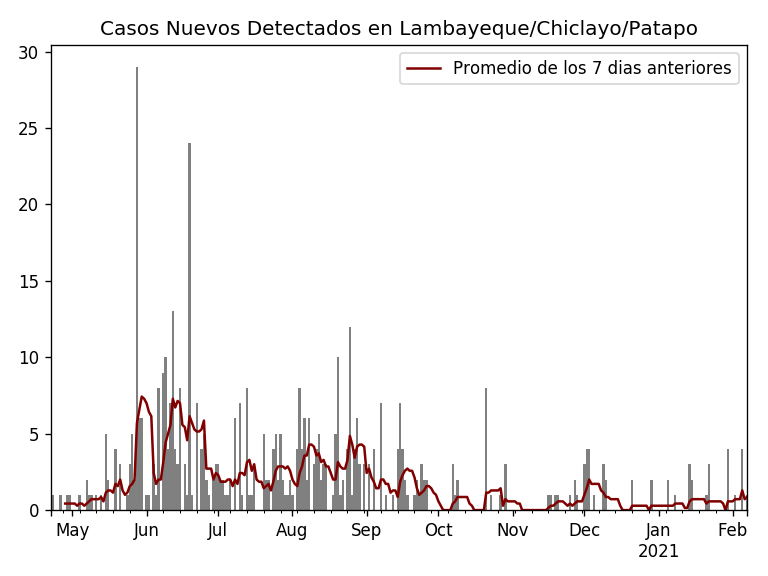 Casos Nuevos Detectados en Lambayeque/Chiclayo/Patapo
Promedio de los 7 dias anteriores
30
25
20
15
10
5
0
May Jun Jul Aug Sep Oct Nov Dec Jan Feb
2021